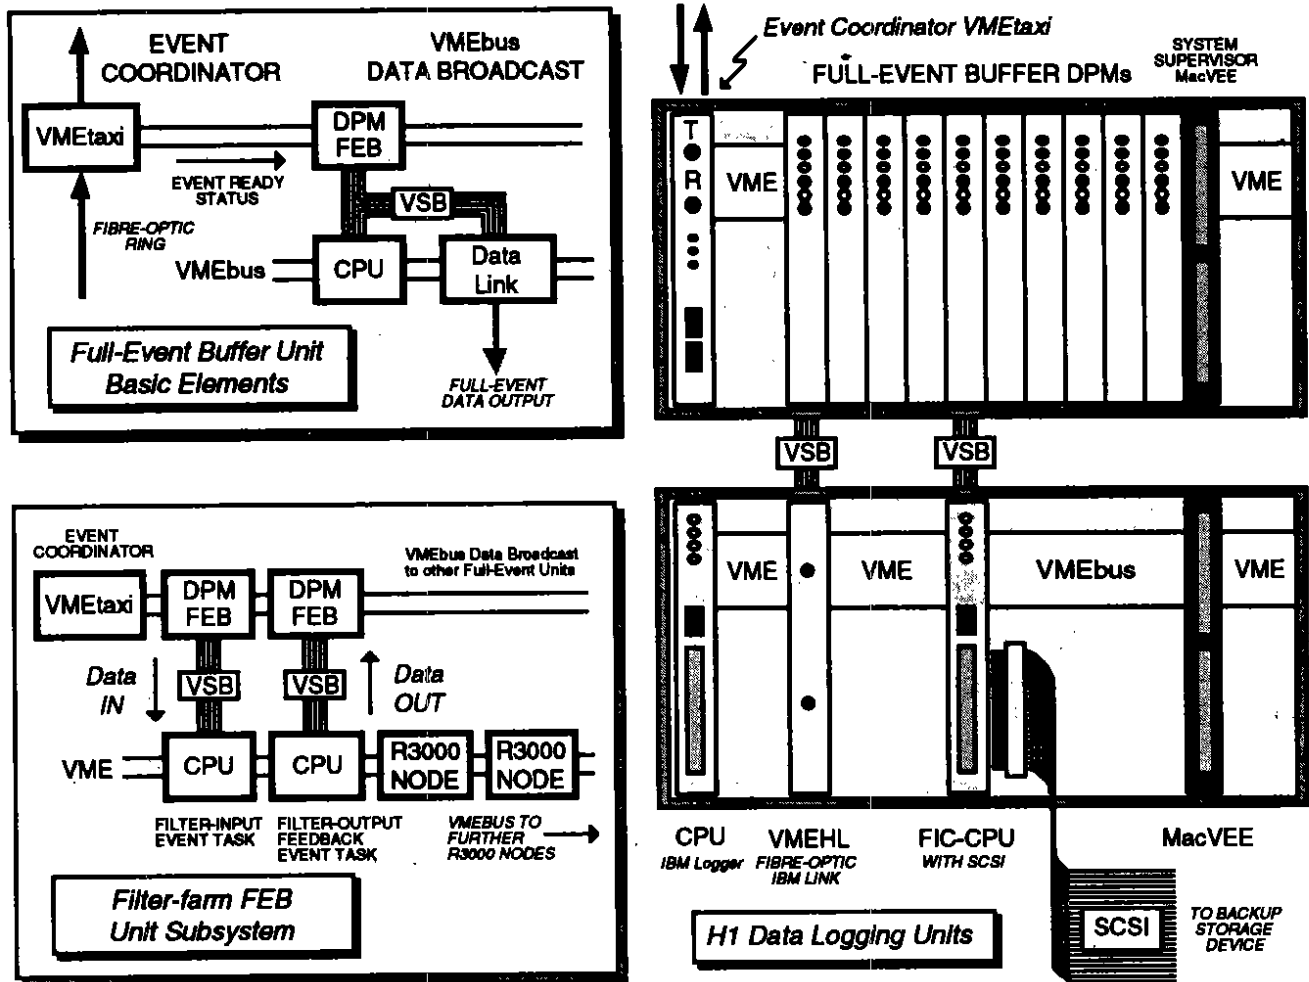 EVENT
COORDINATOR
VMEbus
DATA BROADCAST
VMEtaxi
DPM
FEB
EVENT READY
STATUS
VSB
FIBRE-OPTIC
RING
VMEbus
CPU
Data
Link
Full-Event Buffer Unit
Basic Elements
FULL-EVENT
DATA OUTPUT
EVENT
COORDINATOR
VMEbus Data Broadcast
to other Full-Event Units
VMEtaxi
DPM
FEB
DPM
FEB
Data
IN
VSB
VSB
Data
OUT
VME
CPU
CPU
R3000
NODE
R3000
NODE
FILTER-INPUT
EVENT TASK
FILTER-OUTPUT
FEEDBACK
EVENT TASK
VMEBUS TO
FURTHER
R3000 NODES
Filter-farm FEB
Unit Subsystem
Event Coordinator VMEtaxi
FULL-EVENT BUFFER DPMs
SYSTEM
SUPERVISOR
MacVEE
T
R
VME
VME
VSB
VSB
VME
VME
VMEbus
VME
CPU
IBM Logger
VMEHL
FIBRE-OPTIC
IBM LINK
FIC-CPU
WITH SCSI
MacVEE
H1 Data Logging Units
SCSI
TO BACKUP
STORAGE
DEVICE